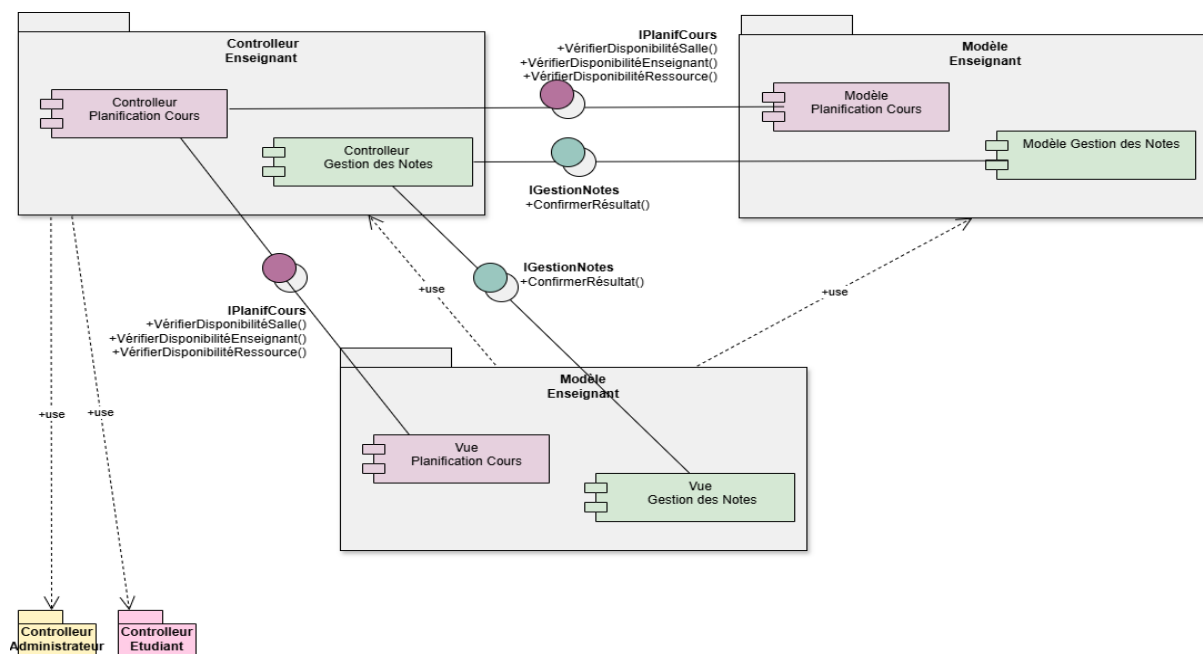 Controlleur
Enseignant
Controlleur
Planification Cours
Controlleur
Gestion des Notes
IPlanifCours
+VérifierDisponibilitéSalle()
+VérifierDisponibilitéEnseignant()
+VérifierDisponibilitéRessource()
IGestionNotes
+ConfirmerRésultat()
Modèle
Enseignant
Modèle
Planification Cours
Modèle Gestion des Notes
IPlanifCours
+VérifierDisponibilitéSalle()
+VérifierDisponibilitéEnseignant()
+VérifierDisponibilitéRessource()
IGestionNotes
+ConfirmerRésultat()
+use
+use
+use
+use
Modèle
Enseignant
Vue
Planification Cours
Vue
Gestion des Notes
Controlleur
Administrateur
Controlleur
Etudiant